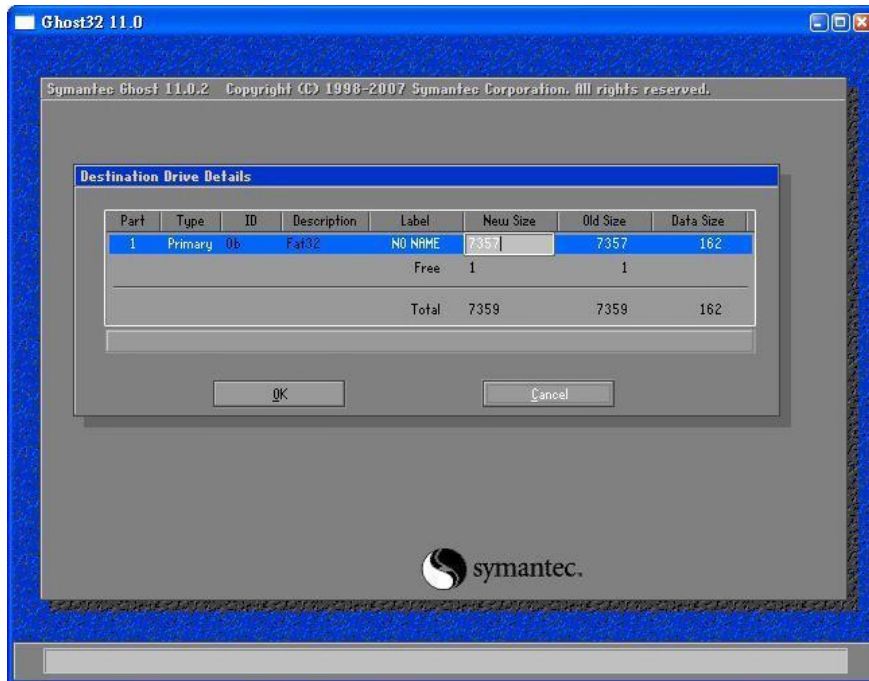 Ghost32 11.0
Symantec Ghost 11.0.2 Copyright (C) 1998-2007 Symantec Corporation. All rights reserved.
Destination Drive Details
Part Type ID Description Label New Size Old Size Data Size
1 Primary 0b Fat32 NO NAME 7357 7357 162
Free 1 1
Total 7359 7359 162
OK
Cancel
symantec.